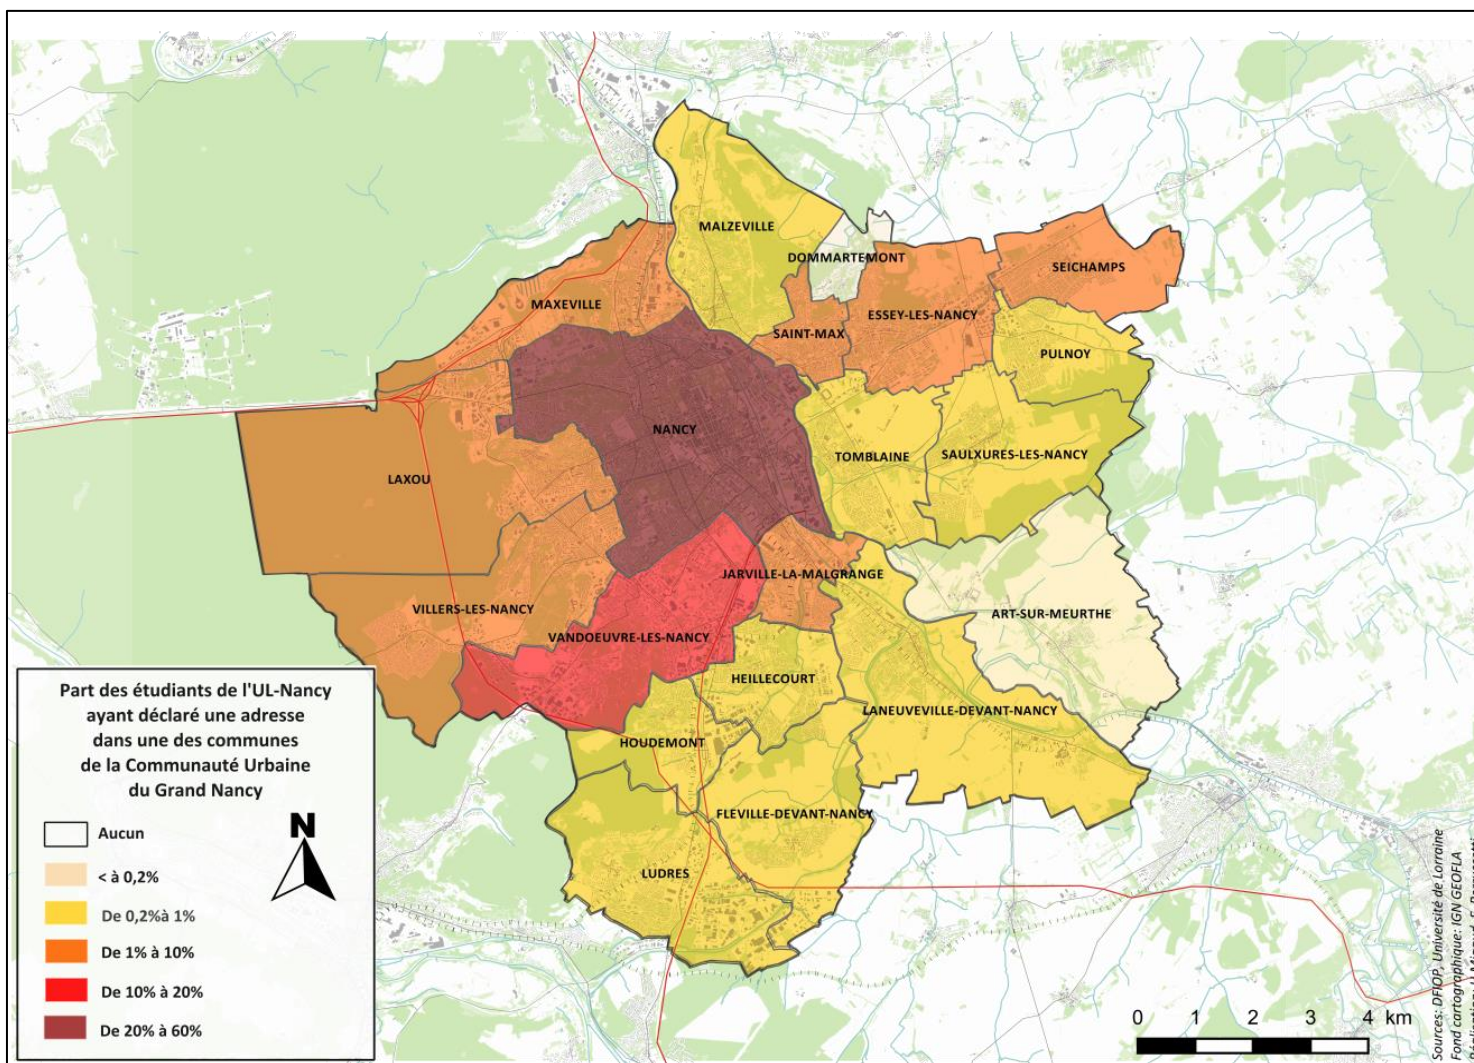 MALZEVILLE
DOMMARTEMONT
SEICHAMPS
MAXEVILLE
ESSEY-LES-NANCY
SAINT-MAX
PULNOY
NANCY
TOMBLAINE
SAULXURES-LES-NANCY
LAXOU
JARVILLE-LA-MALGRANGE
VILLERS-LES-NANCY
ART-SUR-MEURTHE
VANDOEUVRE-LES-NANCY
HEILLECOURT
LANEUVEVILLE-DEVANT-NANCY
HOUDEMONT
FLEVILLE-DEVANT-NANCY
LUDRES
Part des étudiants de l'UL-Nancy
ayant déclaré une adresse
dans une des communes
de la Communauté Urbaine
du Grand Nancy
N
Aucun
< à 0,2%
De 0,2%à 1%
De 1% à 10%
De 10% à 20%
De 20% à 60%
0 1 2 3 4 km
Sources: DFIOP, Université de Lorraine
Fond cartographique: IGN GEOFLA